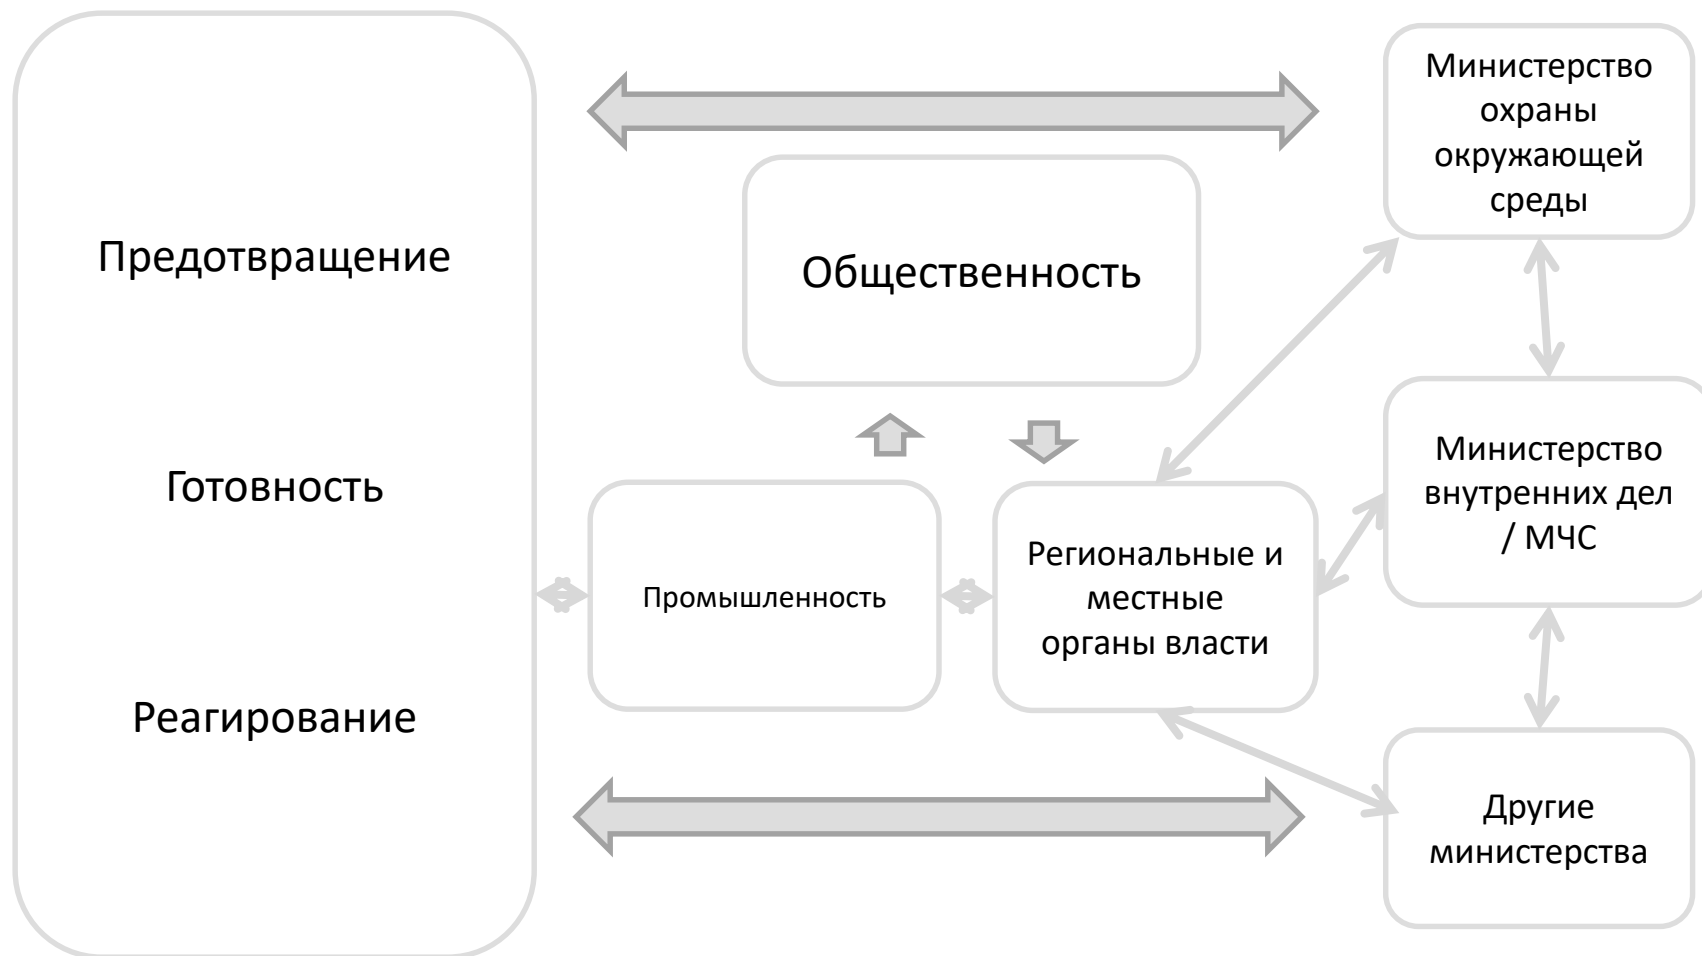 Предотвращение
Готовность
Реагирование
Общественность
Промышленность
Региональные и
местные
органы власти
Министерство
охраны
окружающей
среды
Министерство
внутренних дел
/ МЧС
Другие
министерства